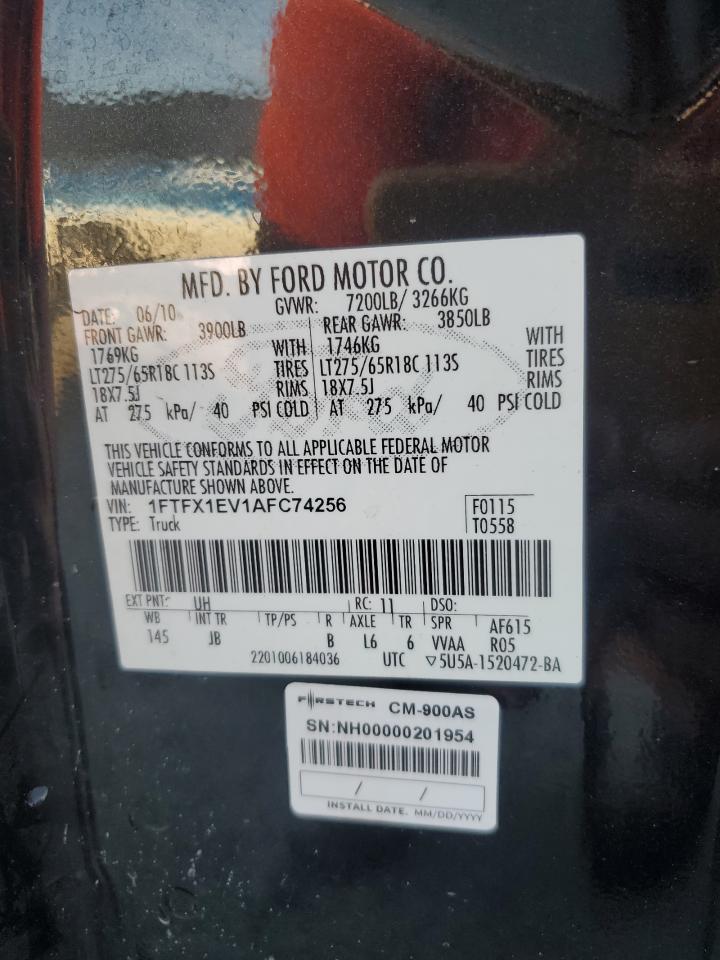 MFD. BY FORD MOTOR CO.
DATE: 06/10 GVWR: 7200LB/ 3266KG
FRONT GAWR: 3900LB REAR GAWR: 3850LB
1769KG WITH 1746KG WITH
LT275/65R18C 113S TIRES LT275/65R18C 113S TIRES
18X7.5J RIMS 18X7.5J RIMS
AT 275 kPa/ 40 PSI COLD AT 275 kPa/ 40 PSI COLD
THIS VEHICLE CONFORMS TO ALL APPLICABLE FEDERAL MOTOR
VEHICLE SAFETY STANDARDS IN EFFECT ON THE DATE OF
MANUFACTURE SHOWN ABOVE.
VIN: 1FTFX1EV1AFC74256 F0115
TYPE: Truck T0558
EXT PNT: UH RC: 11 DSO:
WB INT TR TP/PS R AXLE TR SPR AF615
145 JB B L6 6 VVAA R05
2201006184036 UTC ▽5U5A-1520472-BA
Ford
FIRSTECH CM-900AS
SN:NH00000201954
/ /
INSTALL DATE. MM/DD/YYYY